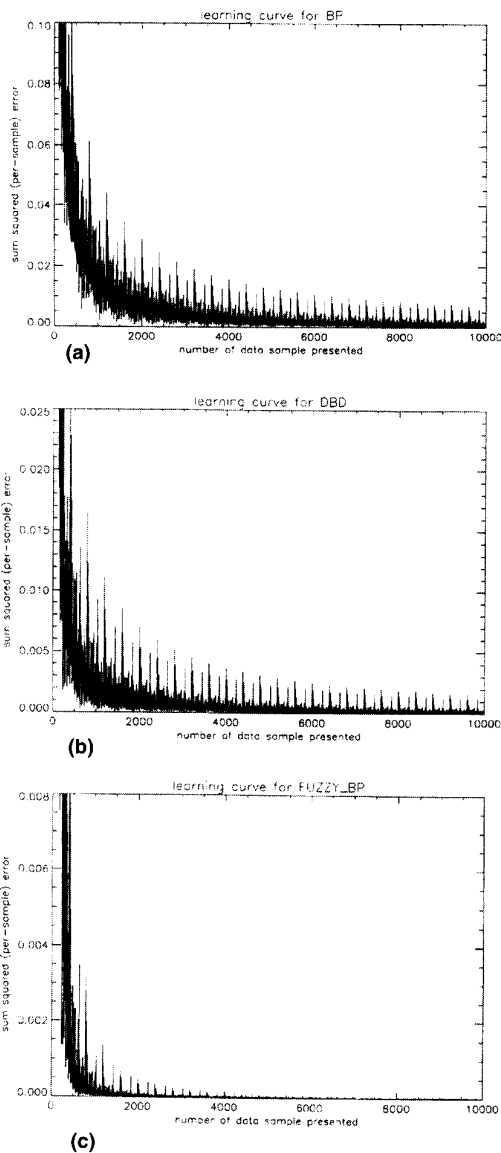 learning curve for BP
0.10
0.08
0.06
0.04
0.02
0.00
sum squared (per-sample) error
0 2000 4000 6000 8000 10000
number of data sample presented
(a)
learning curve for DBD
0.025
0.020
0.015
0.010
0.005
0.000
sum squared (per-sample) error
0 2000 4000 6000 8000 10000
number of data sample presented
(b)
learning curve for FUZZY_BP
0.008
0.006
0.004
0.002
0.000
sum squared (per-sample) error
0 2000 4000 6000 8000 10000
number of data sample presented
(c)